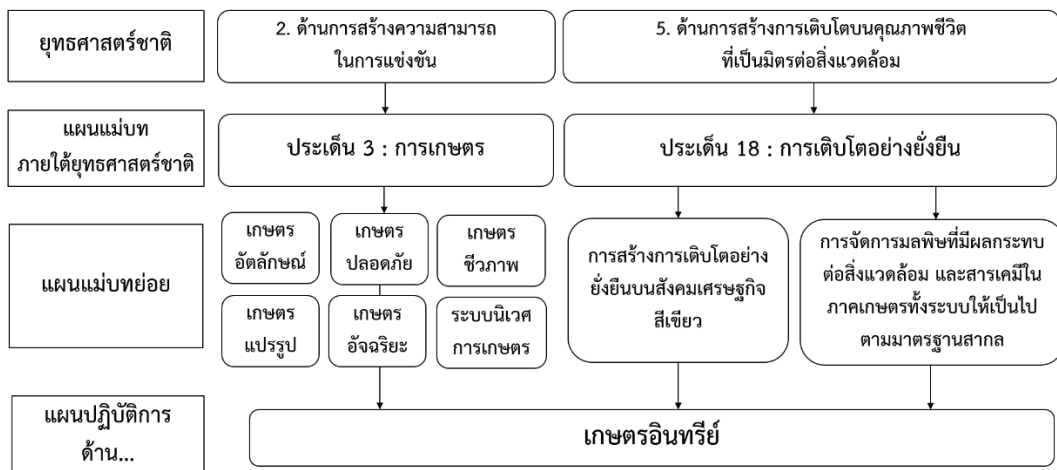 ยุทธศาสตร์ชาติ
2. ด้านการสร้างความสามารถ
ในการแข่งขัน
5. ด้านการสร้างการเติบโตบนคุณภาพชีวิต
ที่เป็นมิตรต่อสิ่งแวดล้อม
แผนแม่บท
ภายใต้ยุทธศาสตร์ชาติ
ประเด็น 3 : การเกษตร
ประเด็น 18 : การเติบโตอย่างยั่งยืน
แผนแม่บทย่อย
เกษตร
อัตลักษณ์
เกษตร
ปลอดภัย
เกษตร
ชีวภาพ
เกษตร
แปรรูป
เกษตร
อัจฉริยะ
ระบบนิเวศ
การเกษตร
การสร้างการเติบโตอย่าง
ยั่งยืนบนสังคมเศรษฐกิจ
สีเขียว
การจัดการมลพิษที่มีผลกระทบ
ต่อสิ่งแวดล้อม และสารเคมีใน
ภาคเกษตรทั้งระบบให้เป็นไป
ตามมาตรฐานสากล
แผนปฏิบัติการ
ด้าน...
เกษตรอินทรีย์